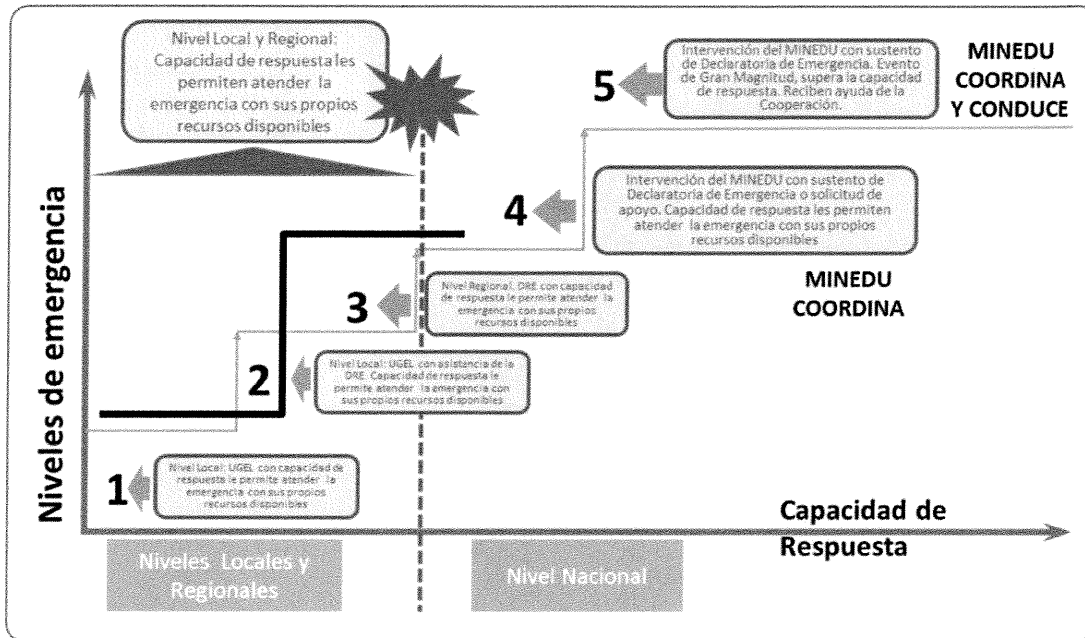 Nivel Local y Regional:
Capacidad de respuesta les
permiten atender la
emergencia con sus propios
recursos disponibles
5
Intervención del MINEDU con sustento
de Declaratoria de Emergencia. Evento
de Gran Magnitud, supera la capacidad
de respuesta. Reciben ayuda de la
Cooperación.
MINEDU
COORDINA
Y CONDUCE
4
Intervención del MINEDU con sustento de
Declaratoria de Emergencia o solicitud de
apoyo. Capacidad de respuesta les permiten
atender la emergencia con sus propios
recursos disponibles
MINEDU
COORDINA
3
Nivel Regional: DRE con capacidad
de respuesta le permite atender la
emergencia con sus propios
recursos disponibles
2
Nivel Local: UGEL con asistencia de la
DRE. Capacidad de respuesta le
permite atender la emergencia con
sus propios recursos disponibles
1
Nivel Local: UGEL con capacidad de
respuesta le permite atender la
emergencia con sus propios
recursos disponibles
Niveles de emergencia
Capacidad de
Respuesta
Niveles Locales y
Regionales
Nivel Nacional